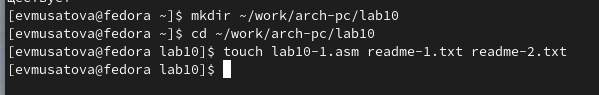 [evmusatova@fedora ~]$ mkdir ~/work/arch-pc/lab10
[evmusatova@fedora ~]$ cd ~/work/arch-pc/lab10
[evmusatova@fedora lab10]$ touch lab10-1.asm readme-1.txt readme-2.txt
[evmusatova@fedora lab10]$